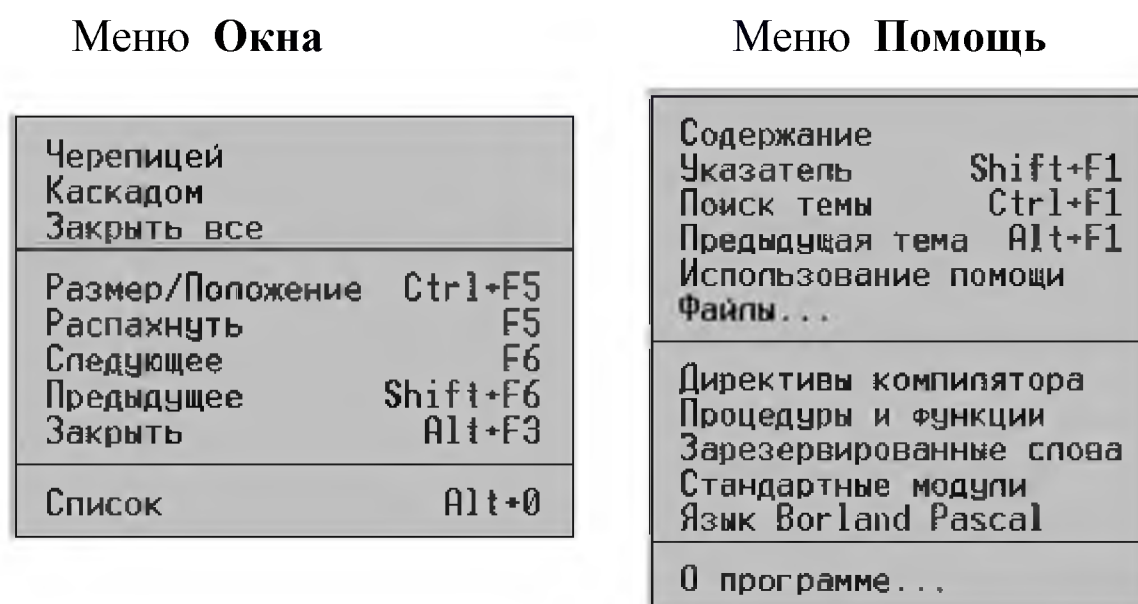 Меню Окна
Черепицей
Каскадом
Закрыть все
Размер/Положение Ctrl+F5
Распахнуть F5
Следующее F6
Предыдущее Shift+F6
Закрыть Alt+F3
Список Alt+0
Меню Помощь
Содержание
Указатель Shift+F1
Поиск темы Ctrl+F1
Предыдущая тема Alt+F1
Использование помощи
Файлы...
Директивы компилятора
Процедуры и функции
Зарезервированные слова
Стандартные модули
Язык Borland Pascal
О программе...